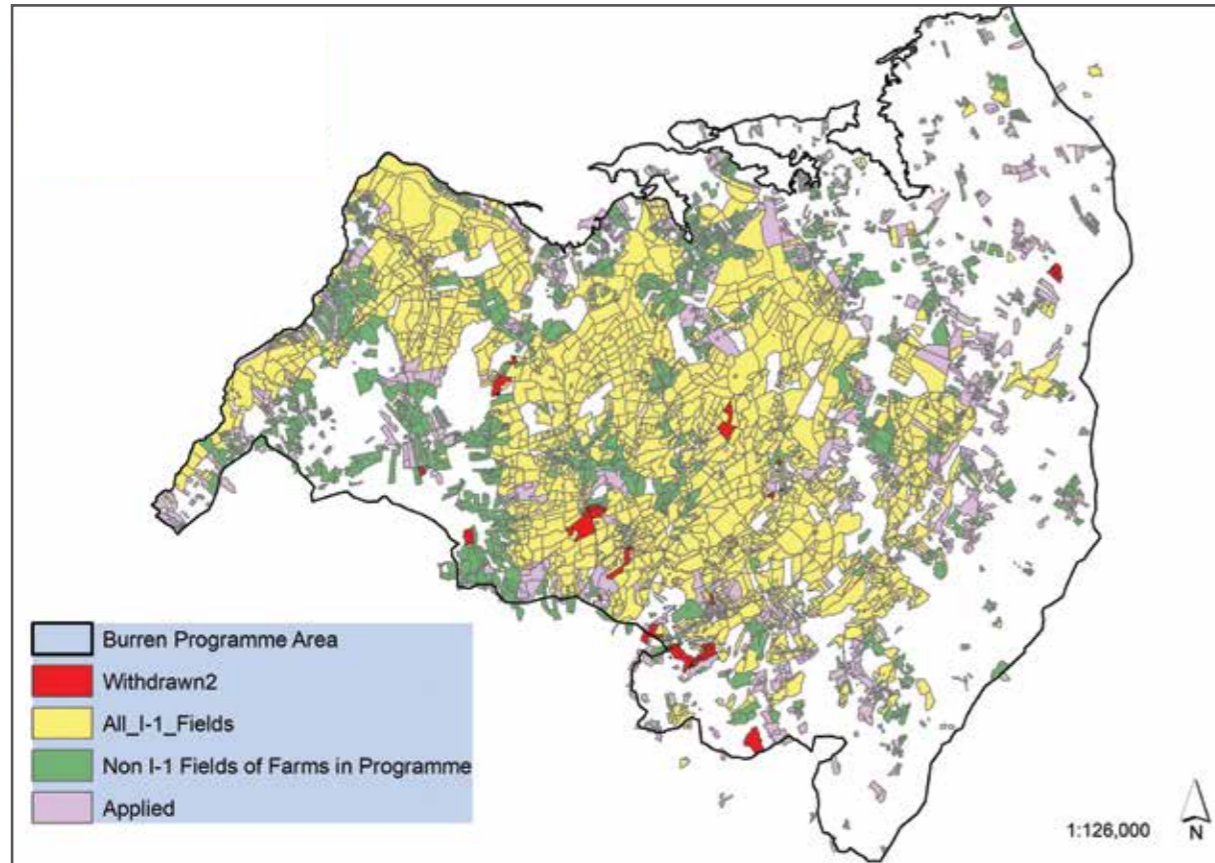 Burren Programme Area
Withdrawn2
All_I-1_Fields
Non I-1 Fields of Farms in Programme
Applied
1:126,000
N